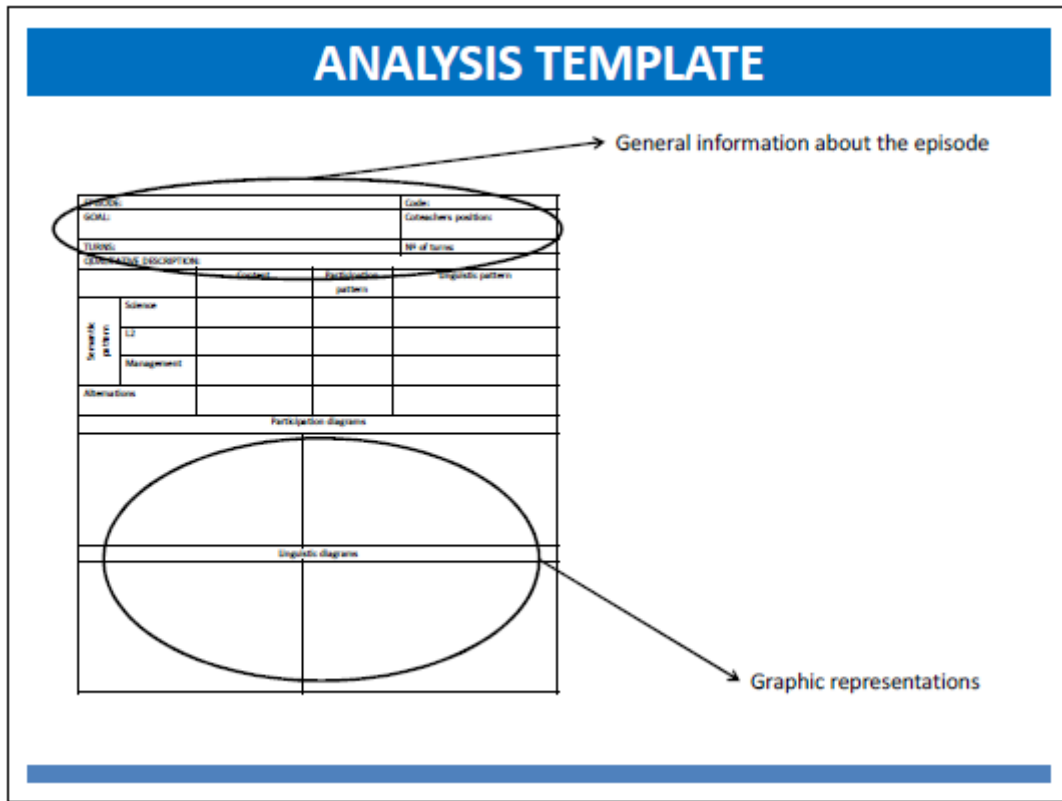 ANALYSIS TEMPLATE
General information about the episode
EPISODE:
Code:
GOAL:
Coteachers position:
TURNS:
Nº of turns
QUALITATIVE DESCRIPTION:
Content
Participation
pattern
Linguistic pattern
Semantic
pattern
Science
L2
Management
Alternations
Participation diagrams
Linguistic diagrams
Graphic representations